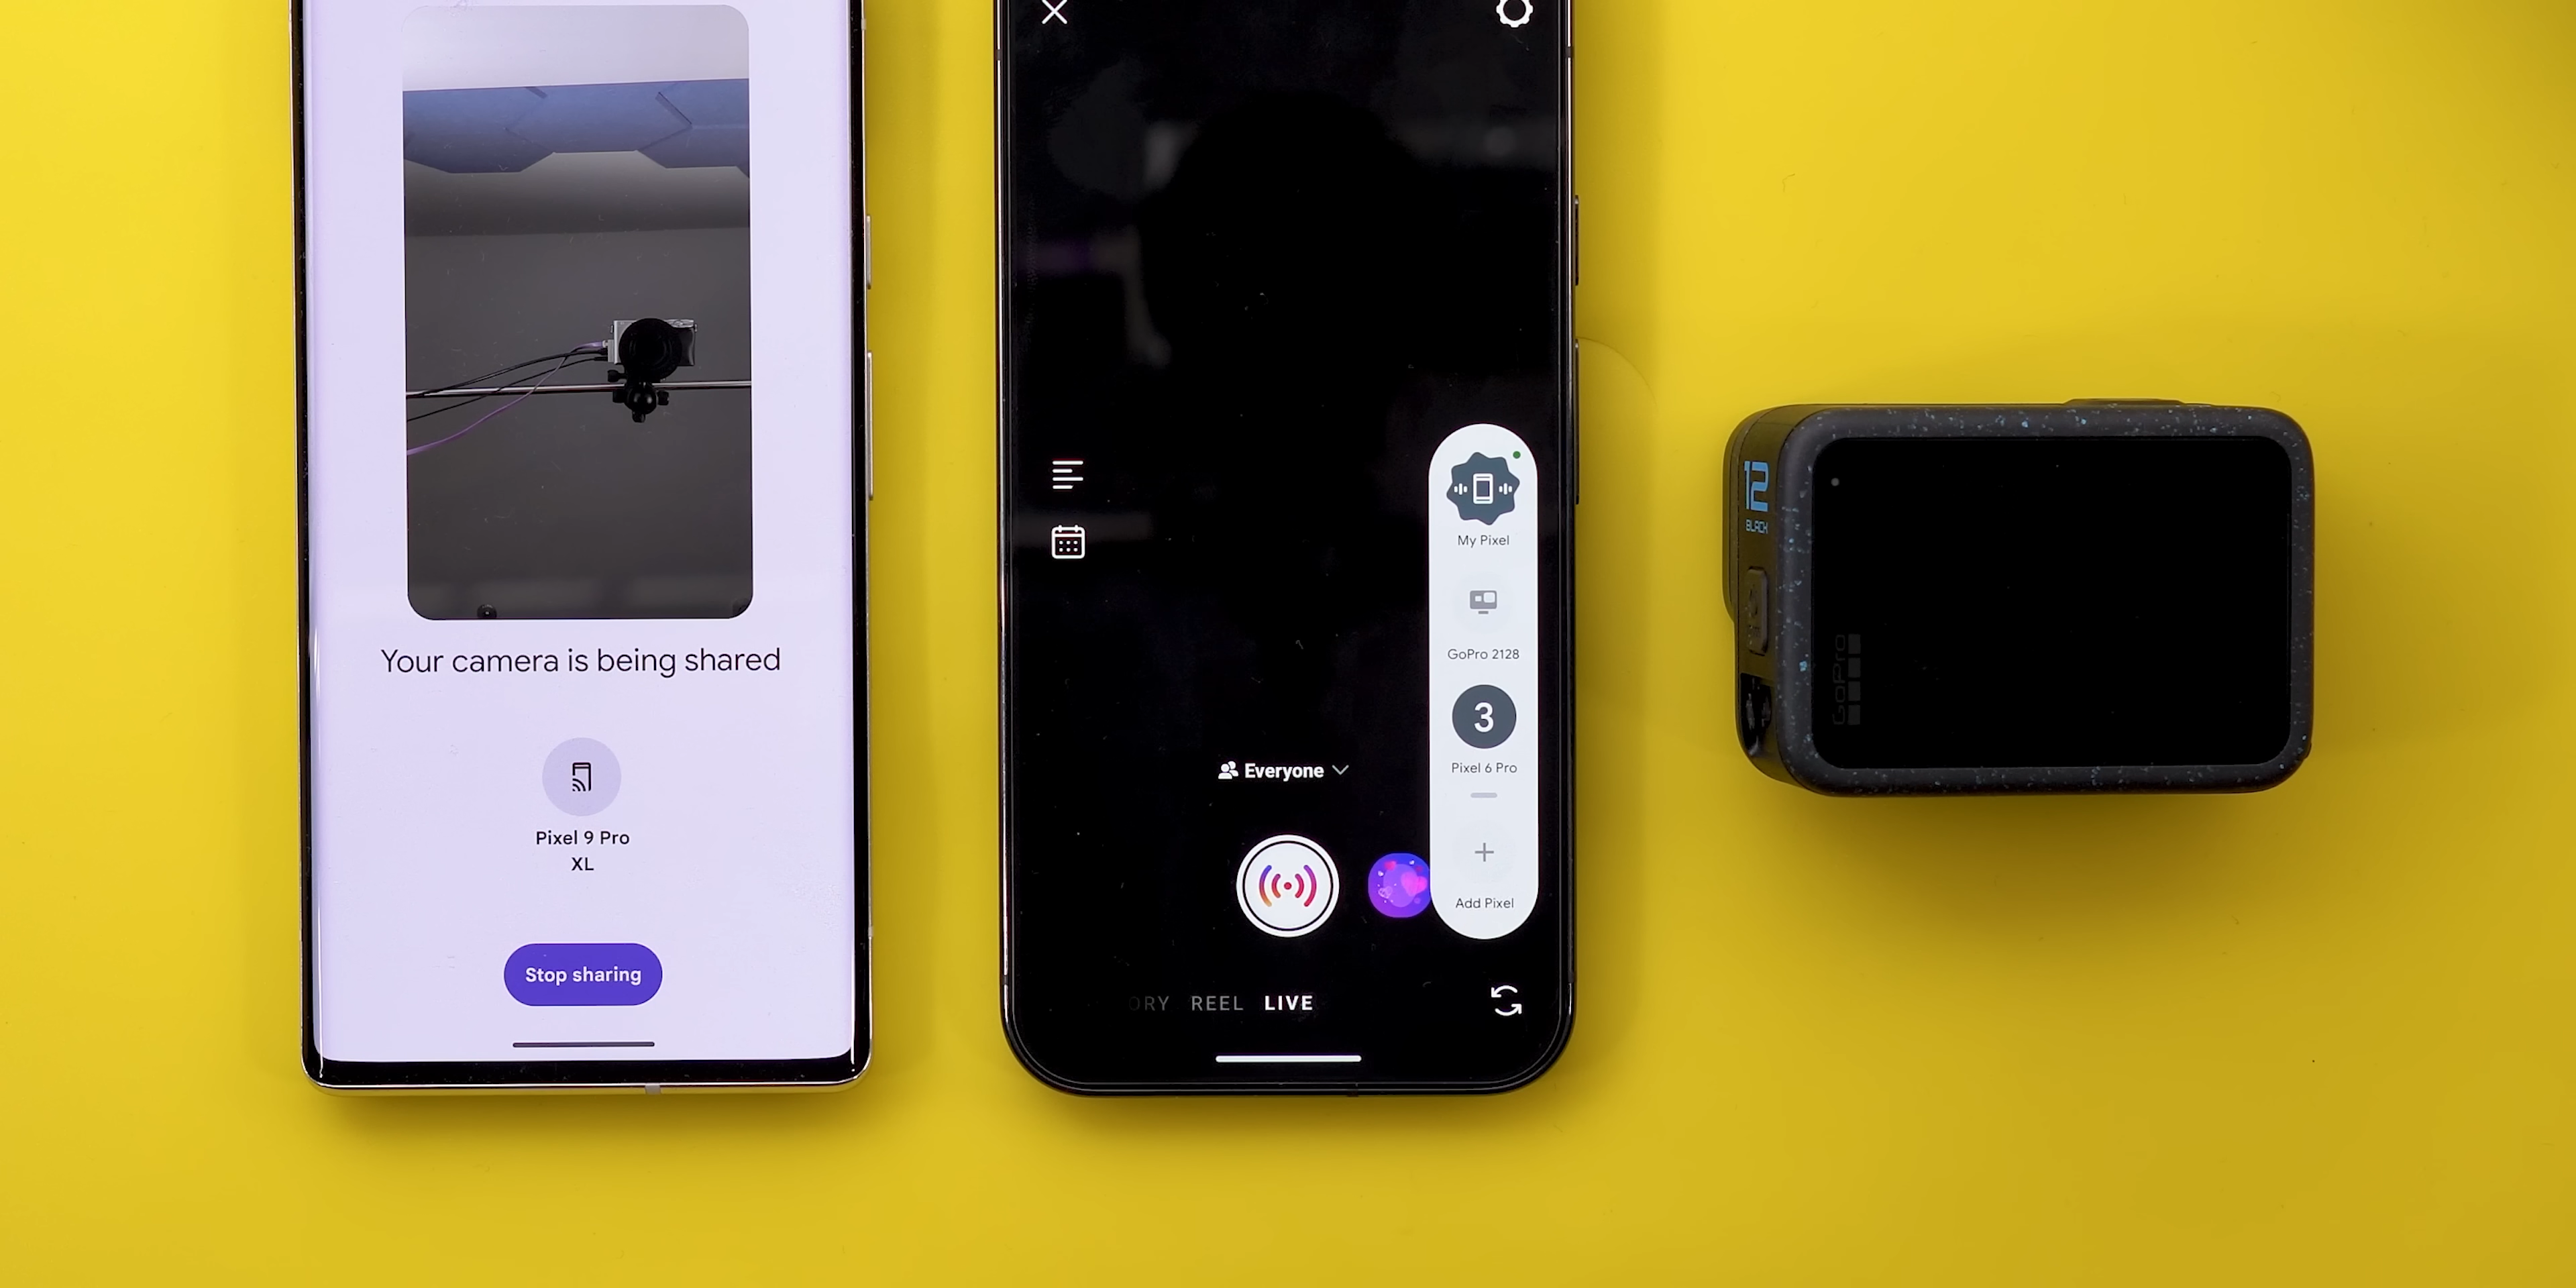 Your camera is being shared
Pixel 9 Pro
XL
Stop sharing
My Pixel
GoPro 2128
3
Pixel 6 Pro
Add Pixel
Everyone
ORY REEL LIVE
12
BLACK
GoPro